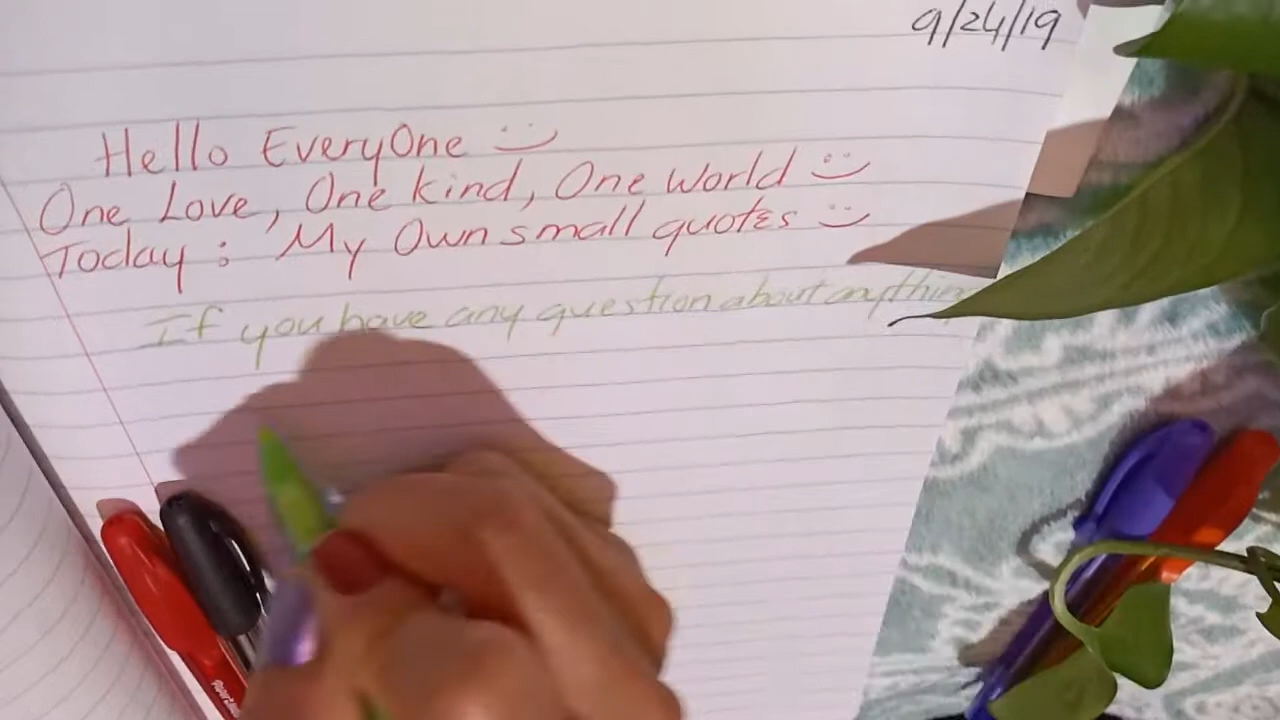 9/24/19
Hello EveryOne :)
One Love, One kind, One World :)
Today : My Own small quotes :)
If you have any question about anything